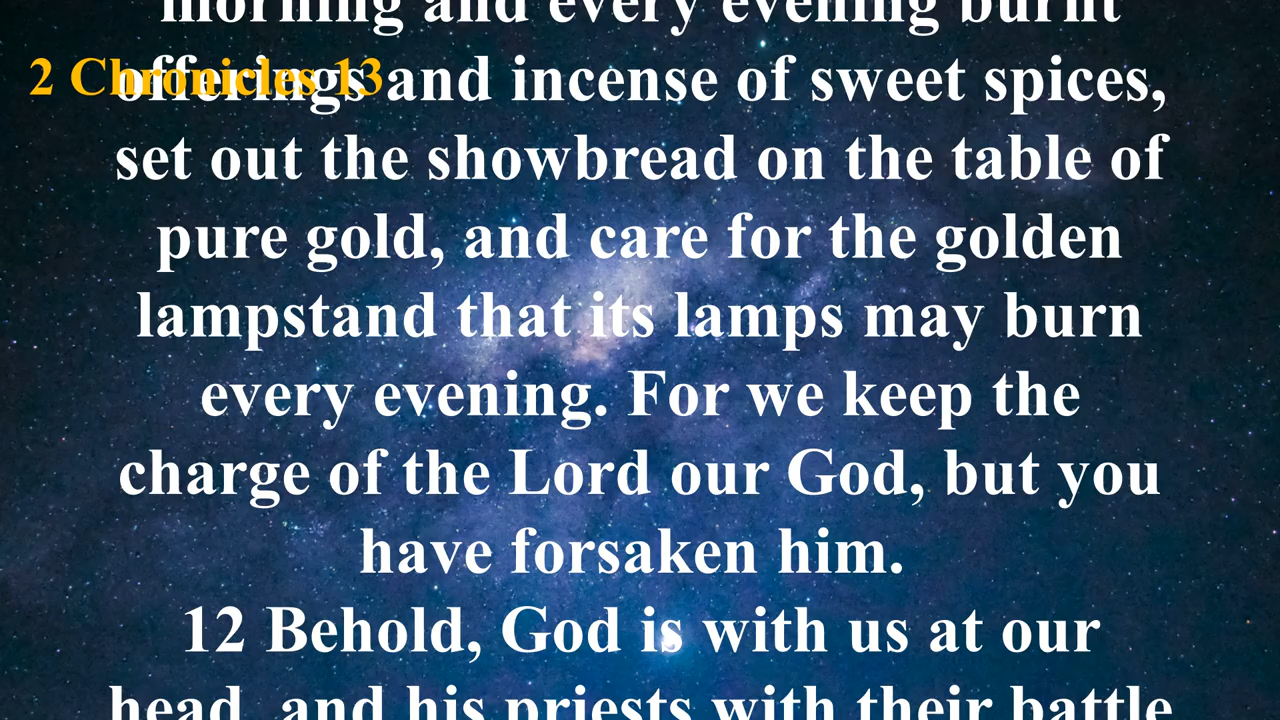 morning and every evening burnt
2 Chronicles 13
offerings and incense of sweet spices,
set out the showbread on the table of
pure gold, and care for the golden
lampstand that its lamps may burn
every evening. For we keep the
charge of the Lord our God, but you
have forsaken him.
12 Behold, God is with us at our
head, and his priests with their battle